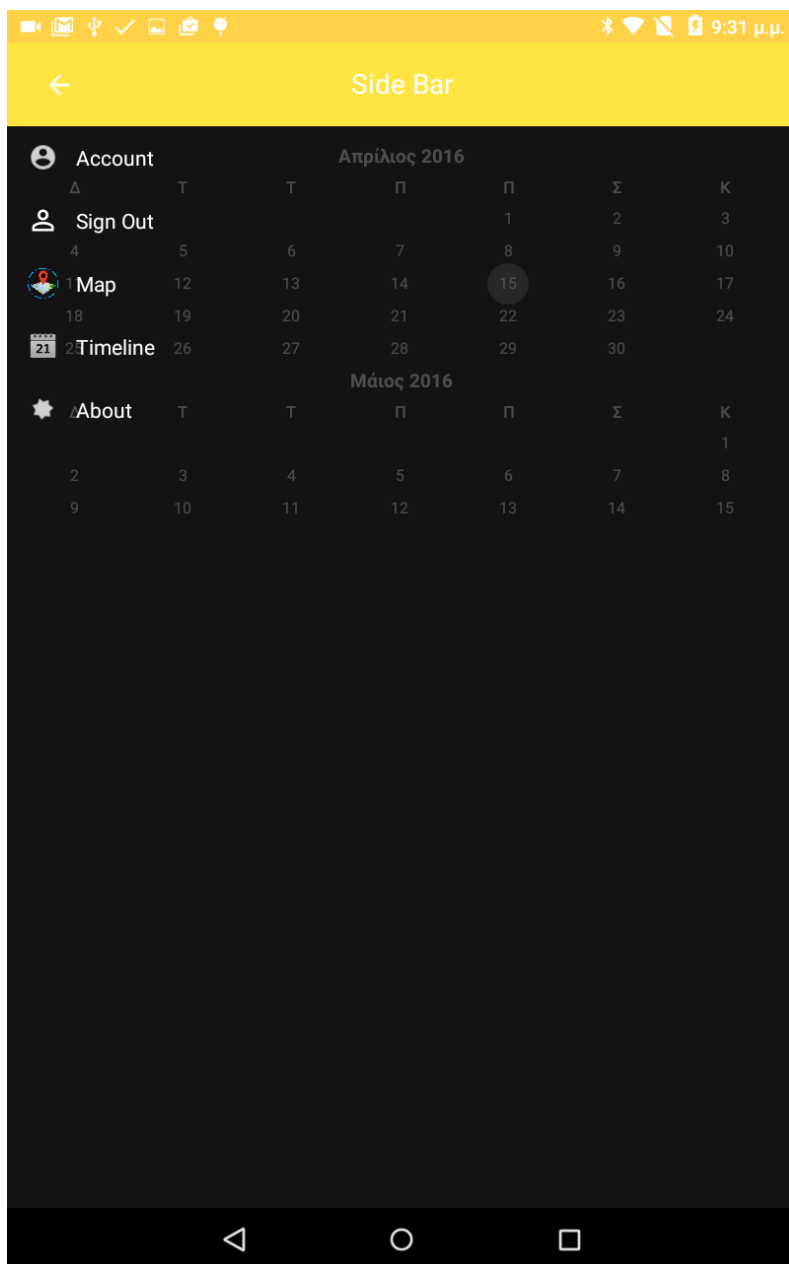 9:31 μ.μ.
Side Bar
Account
Απρίλιος 2016
Δ Τ Τ Π Π Σ Κ
Sign Out
1 2 3
4 5 6 7 8 9 10
Map
12 13 14 15 16 17
18 19 20 21 22 23 24
21
Timeline
25 26 27 28 29 30
Μάιος 2016
About
Δ Τ Τ Π Π Σ Κ
1
2 3 4 5 6 7 8
9 10 11 12 13 14 15